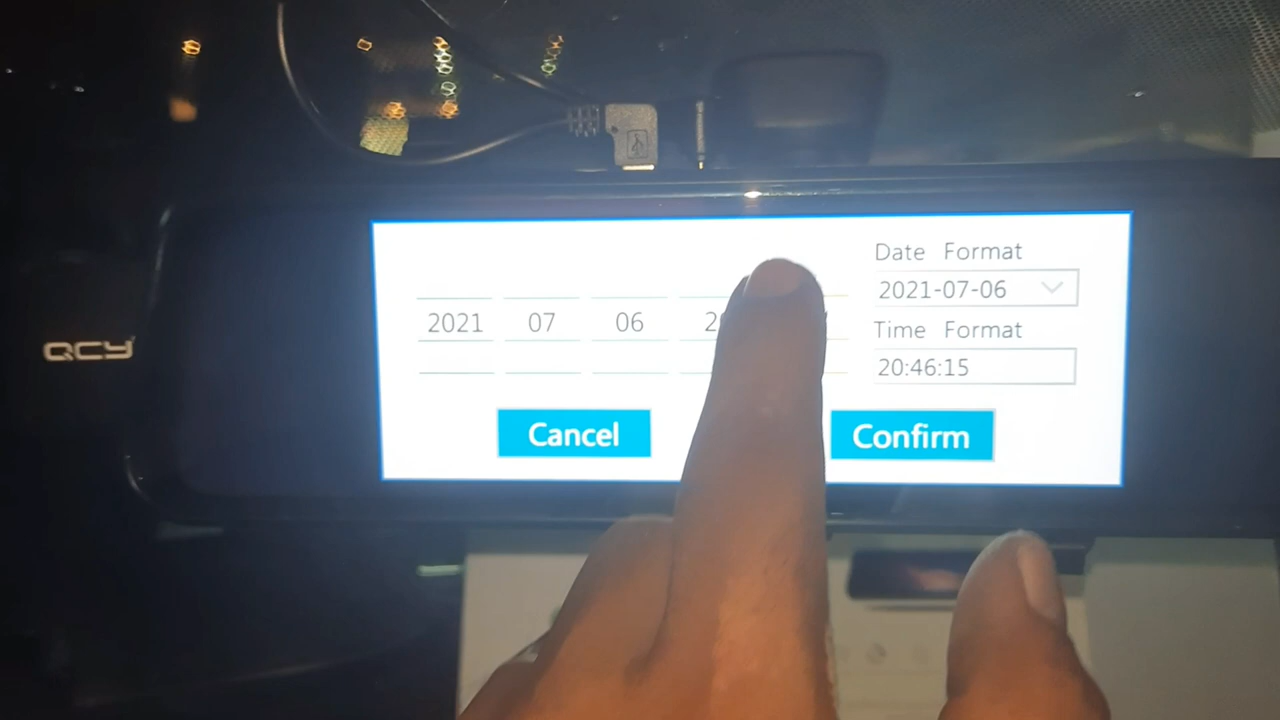 Date Format
2021-07-06
2021 07 06
Time Format
20:46:15
Cancel
Confirm
QCY